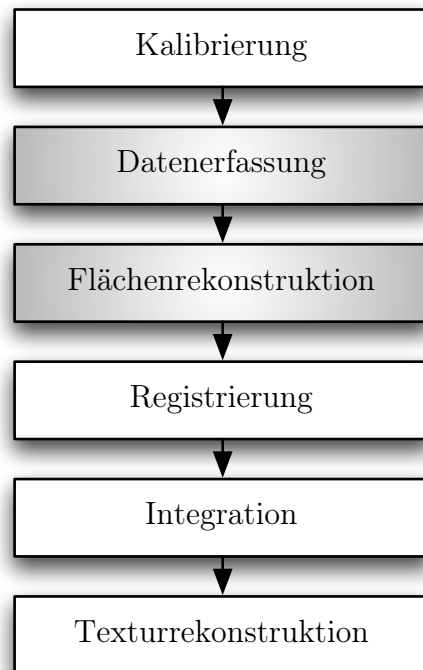 Kalibrierung
Datenerfassung
Flächenrekonstruktion
Registrierung
Integration
Texturrekonstruktion